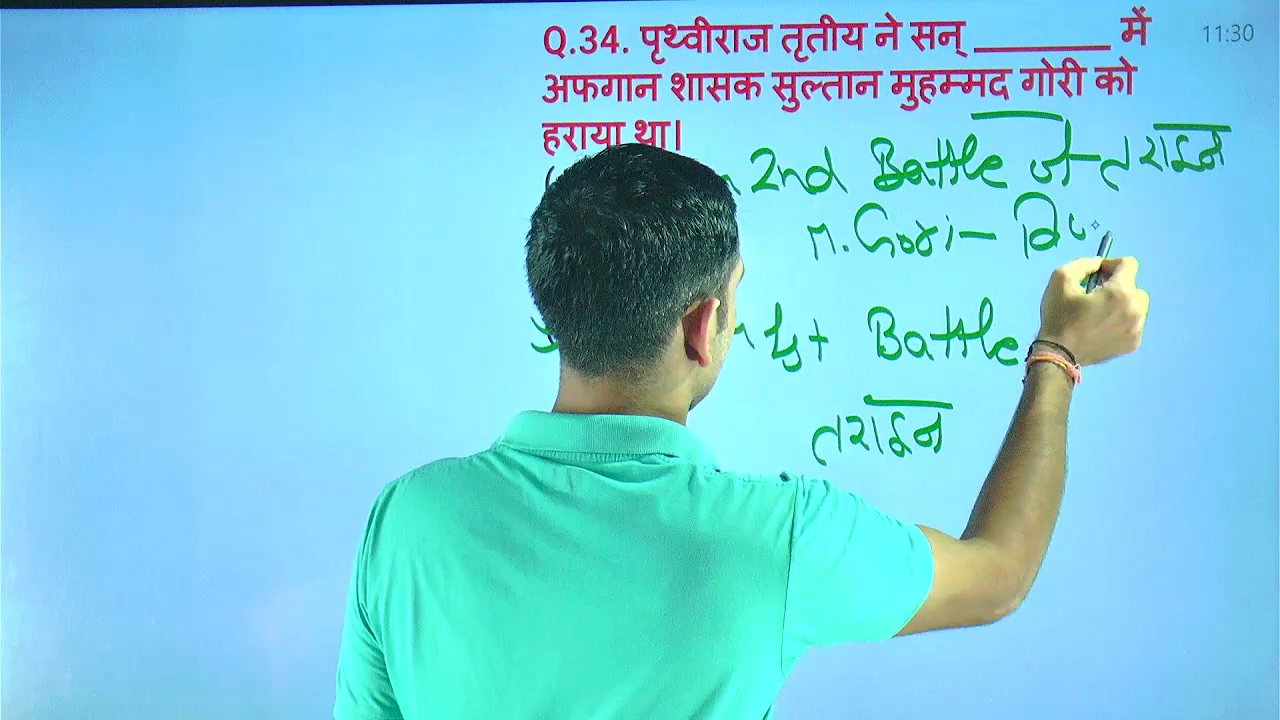 Q.34. पृथ्वीराज तृतीय ने सन् ________ में
11:30
अफगान शासक सुल्तान मुहम्मद गोरी को
हराया था।
2nd Battle of तराइन
M. Gori -
1st Battle
तराइन